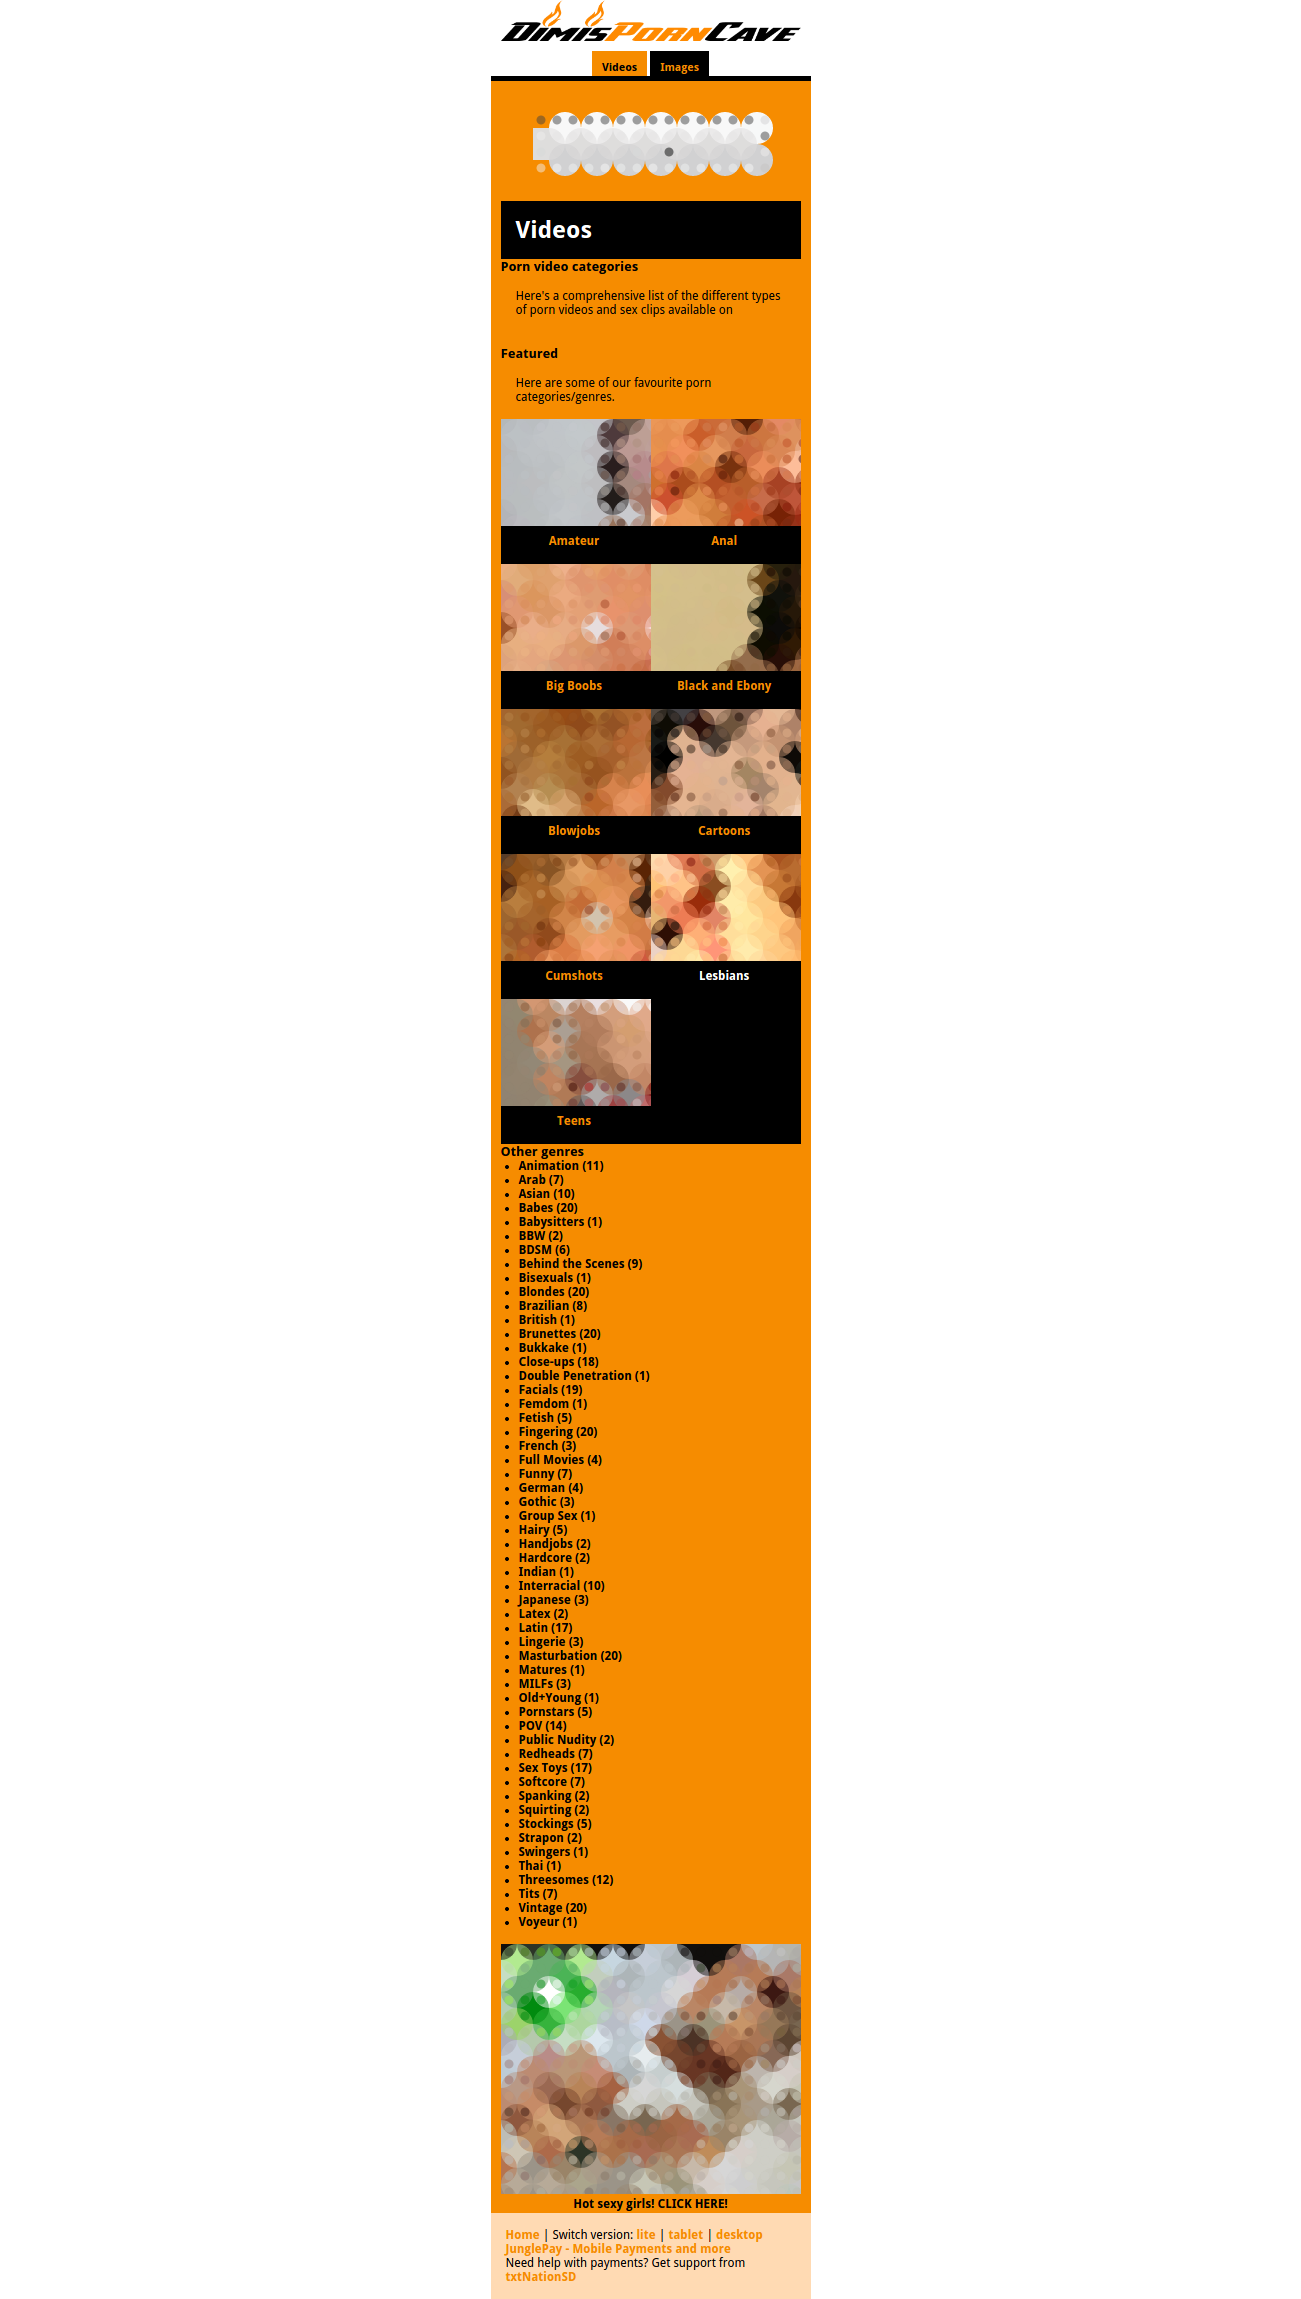 DimisPornCave
Videos
Images
Videos
Porn video categories
Here's a comprehensive list of the different types
of porn videos and sex clips available on
Featured
Here are some of our favourite porn
categories/genres.
Amateur
Anal
Big Boobs
Black and Ebony
Blowjobs
Cartoons
Cumshots
Lesbians
Teens
Other genres
Animation (11)
Arab (7)
Asian (10)
Babes (20)
Babysitters (1)
BBW (2)
BDSM (6)
Behind the Scenes (9)
Bisexuals (1)
Blondes (20)
Brazilian (8)
British (1)
Brunettes (20)
Bukkake (1)
Close-ups (18)
Double Penetration (1)
Facials (19)
Femdom (1)
Fetish (5)
Fingering (20)
French (3)
Full Movies (4)
Funny (7)
German (4)
Gothic (3)
Group Sex (1)
Hairy (5)
Handjobs (2)
Hardcore (2)
Indian (1)
Interracial (10)
Japanese (3)
Latex (2)
Latin (17)
Lingerie (3)
Masturbation (20)
Matures (1)
MILFs (3)
Old+Young (1)
Pornstars (5)
POV (14)
Public Nudity (2)
Redheads (7)
Sex Toys (17)
Softcore (7)
Spanking (2)
Squirting (2)
Stockings (5)
Strapon (2)
Swingers (1)
Thai (1)
Threesomes (12)
Tits (7)
Vintage (20)
Voyeur (1)
Hot sexy girls! CLICK HERE!
Home | Switch version: lite | tablet | desktop
JunglePay - Mobile Payments and more
Need help with payments? Get support from
txtNationSD